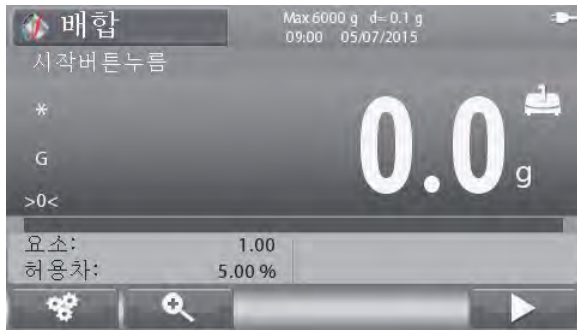 배합
Max 6000 g d= 0.1 g
09:00 05/07/2015
시작버튼누름
*
G
>0<
0.0 g
요소: 1.00
허용차: 5.00 %